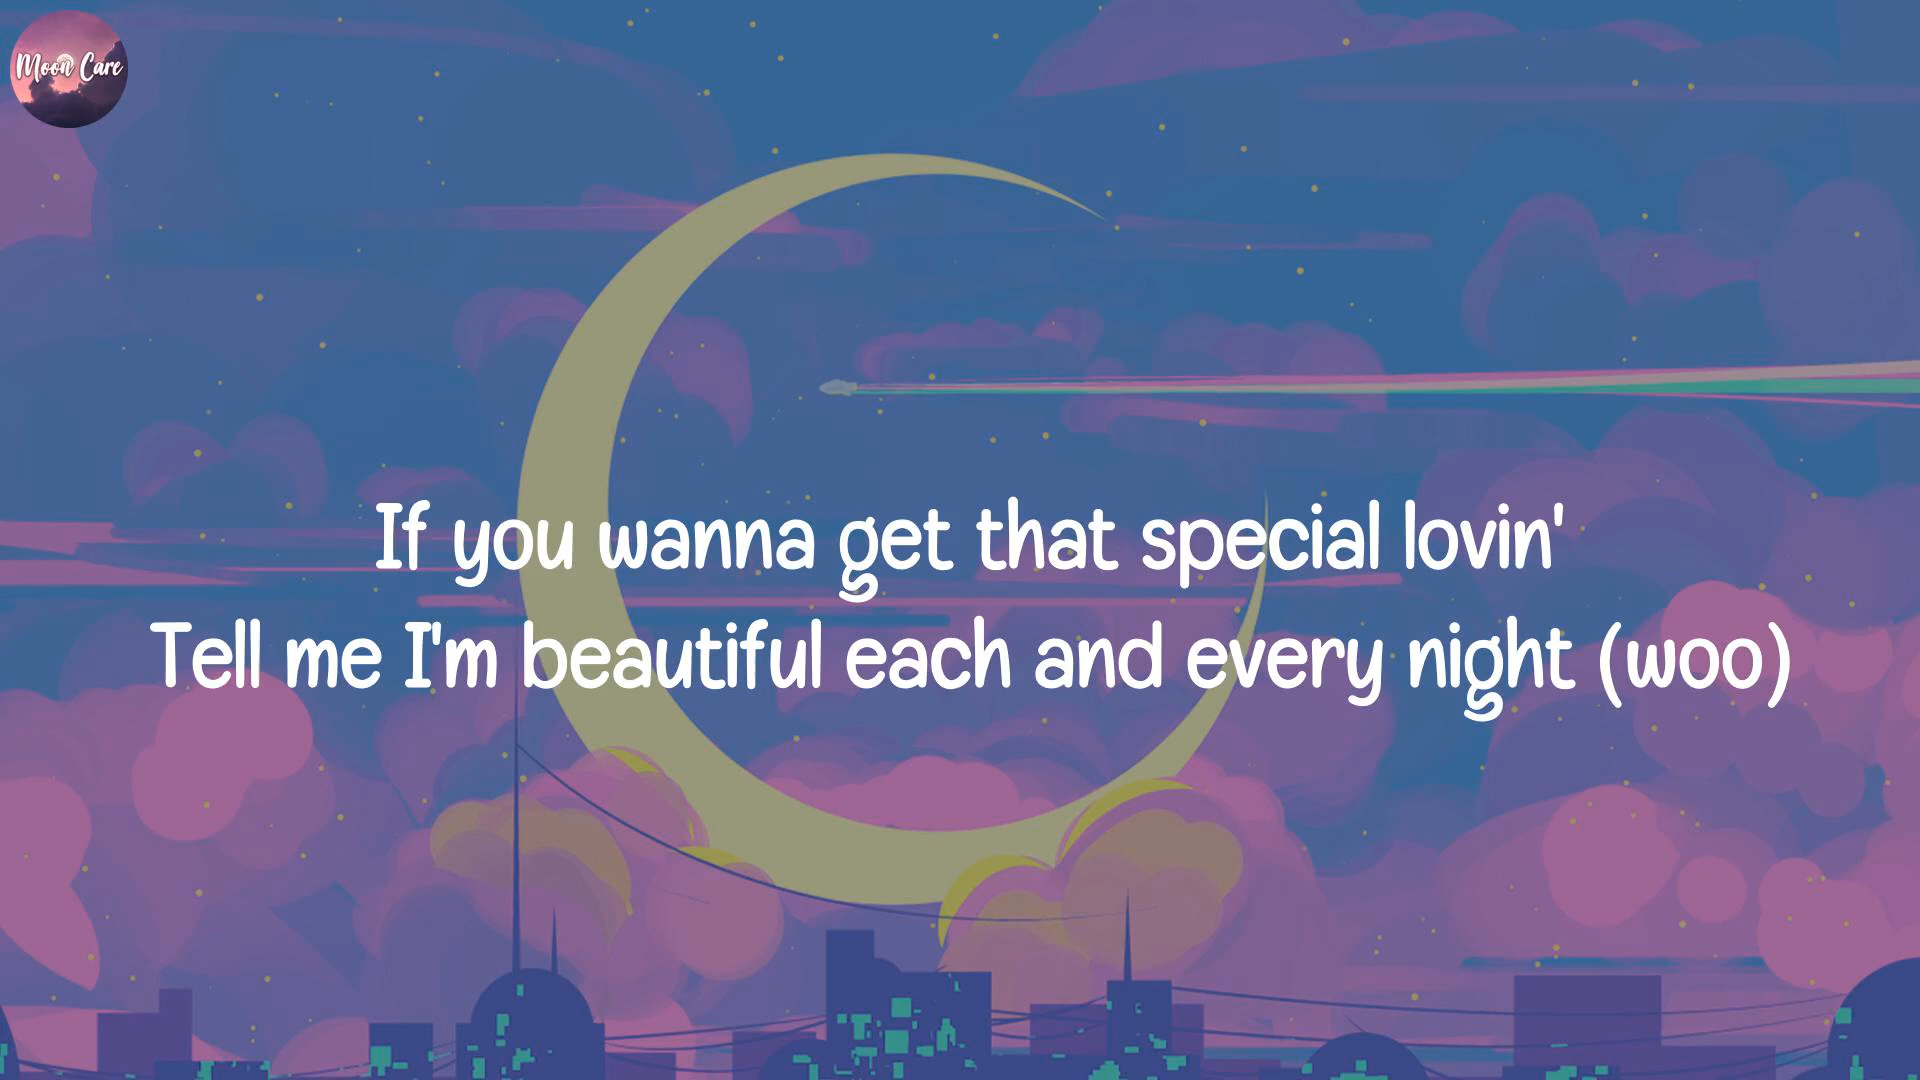 Moon Care
If you wanna get that special lovin'
Tell me I'm beautiful each and every night (woo)